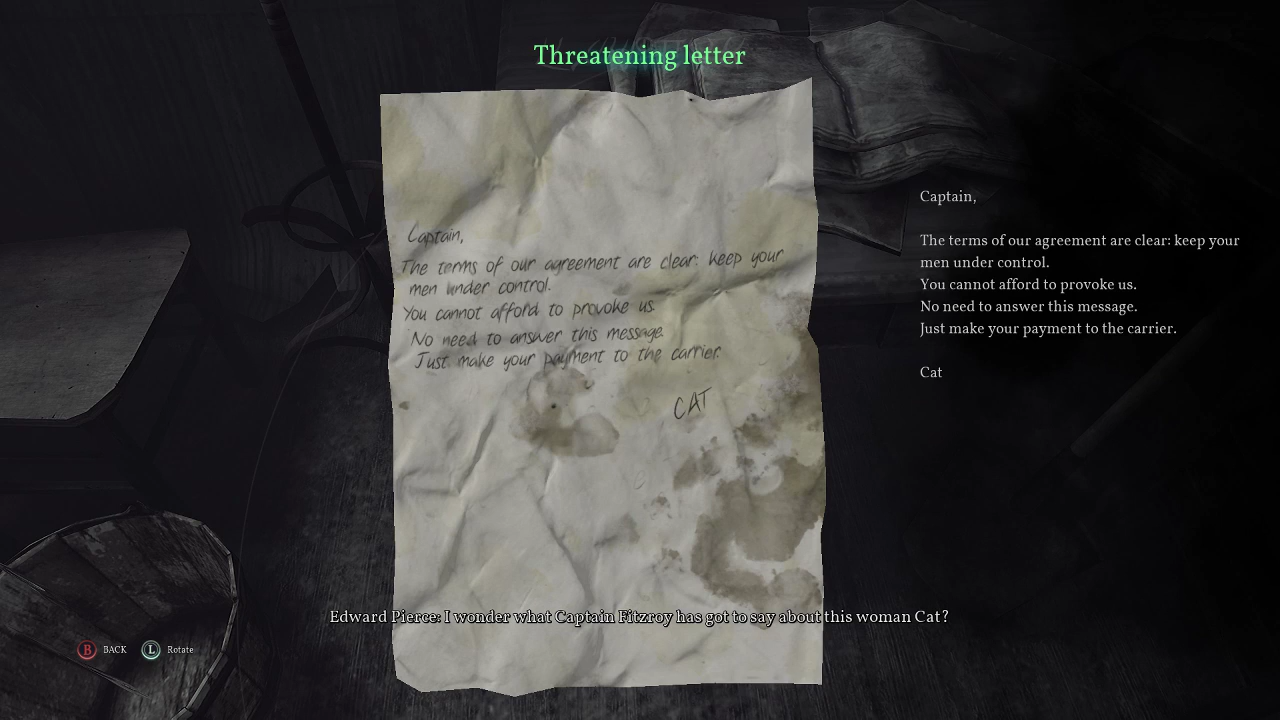 Threatening letter
Captain,
The terms of our agreement are clear: keep your
men under control.
You cannot afford to provoke us.
No need to answer this message.
Just make your payment to the carrier.
CAT
Captain,
The terms of our agreement are clear: keep your
men under control.
You cannot afford to provoke us.
No need to answer this message.
Just make your payment to the carrier.
Cat
Edward Pierce: I wonder what Captain Fitzroy has got to say about this woman Cat?
B BACK L Rotate